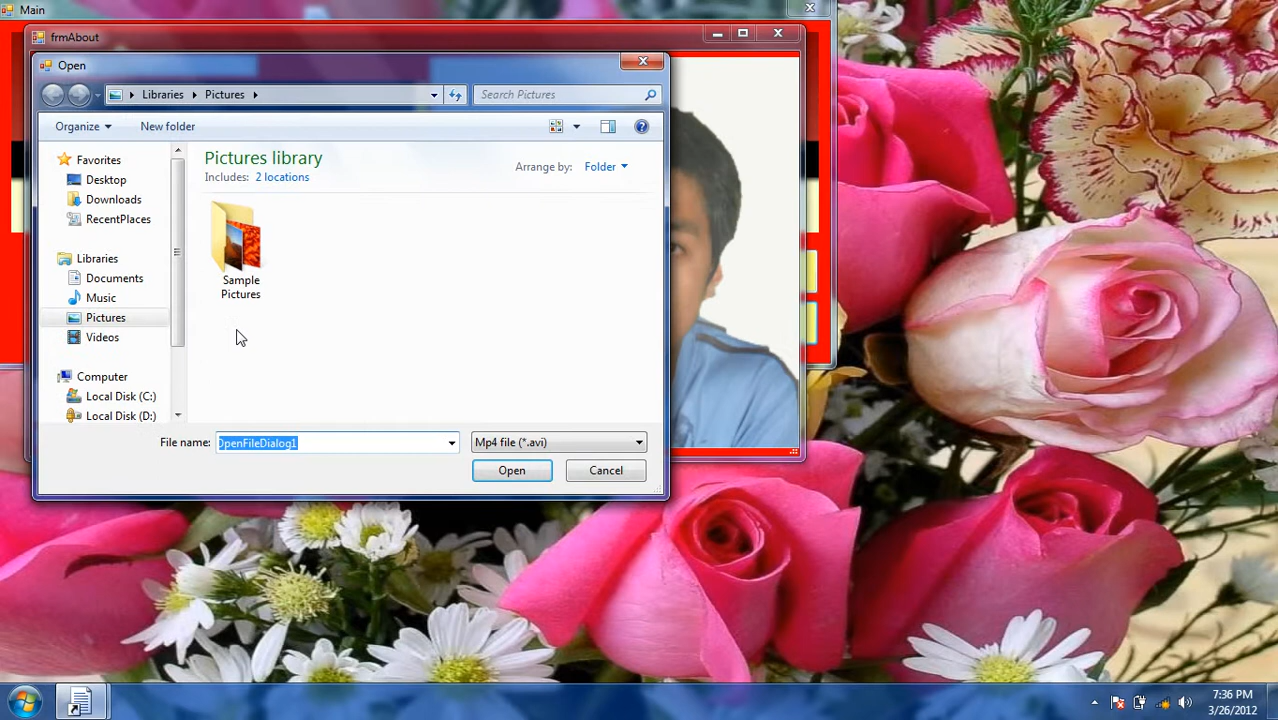 Main
frmAbout
Open
Libraries Pictures
Search Pictures
Organize New folder
Pictures library
Includes: 2 locations
Arrange by: Folder
Favorites
Desktop
Downloads
RecentPlaces
Libraries
Documents
Music
Pictures
Videos
Computer
Local Disk (C:)
Local Disk (D:)
Sample
Pictures
File name: OpenFileDialog1 Mp4 file (*.avi)
Open Cancel
7:36 PM
3/26/2012